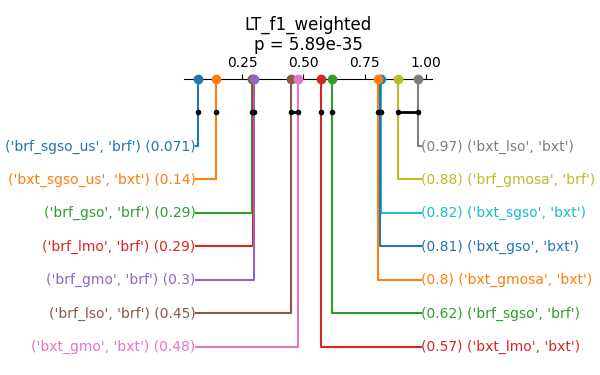 LT_f1_weighted
p = 5.89e-35
0.25 0.50 0.75 1.00
('brf_sgso_us', 'brf') (0.071) (0.97) ('bxt_lso', 'bxt')
('bxt_sgso_us', 'bxt') (0.14) (0.88) ('brf_gmosa', 'brf')
('brf_gso', 'brf') (0.29) (0.82) ('bxt_sgso', 'bxt')
('brf_lmo', 'brf') (0.29) (0.81) ('bxt_gso', 'bxt')
('brf_gmo', 'brf') (0.3) (0.8) ('bxt_gmosa', 'bxt')
('brf_lso', 'brf') (0.45) (0.62) ('brf_sgso', 'brf')
('bxt_gmo', 'bxt') (0.48) (0.57) ('bxt_lmo', 'bxt')